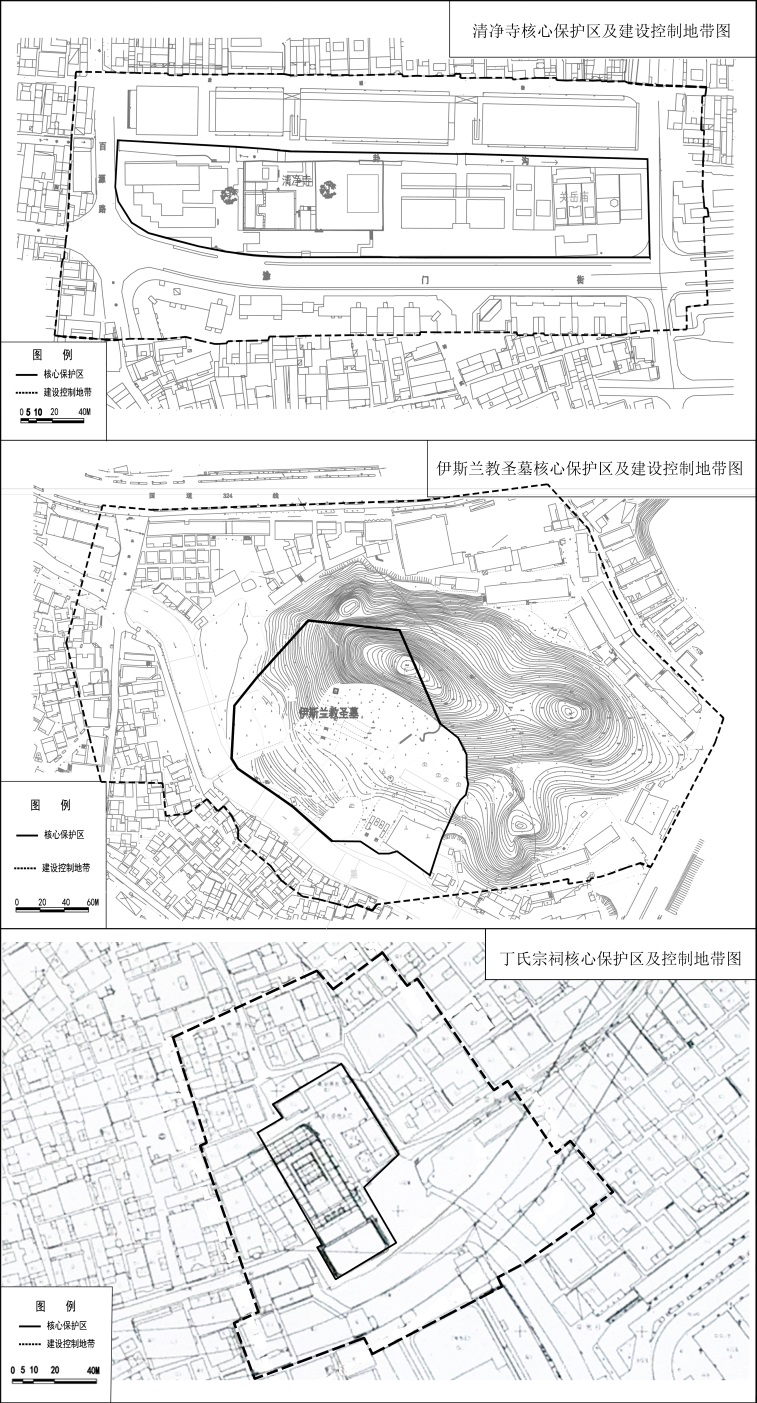 清净寺核心保护区及建设控制地带图
百
源
路
清净寺
沟
关岳庙
涂 门 街
图 例
核心保护区
建设控制地带
0 5 10 20 40M
伊斯兰教圣墓核心保护区及建设控制地带图
国 道 324 线
伊斯兰教圣墓
图 例
核心保护区
建设控制地带
0 20 40 60M
丁氏宗祠核心保护区及控制地带图
图 例
核心保护区
建设控制地带
0 5 10 20 40M